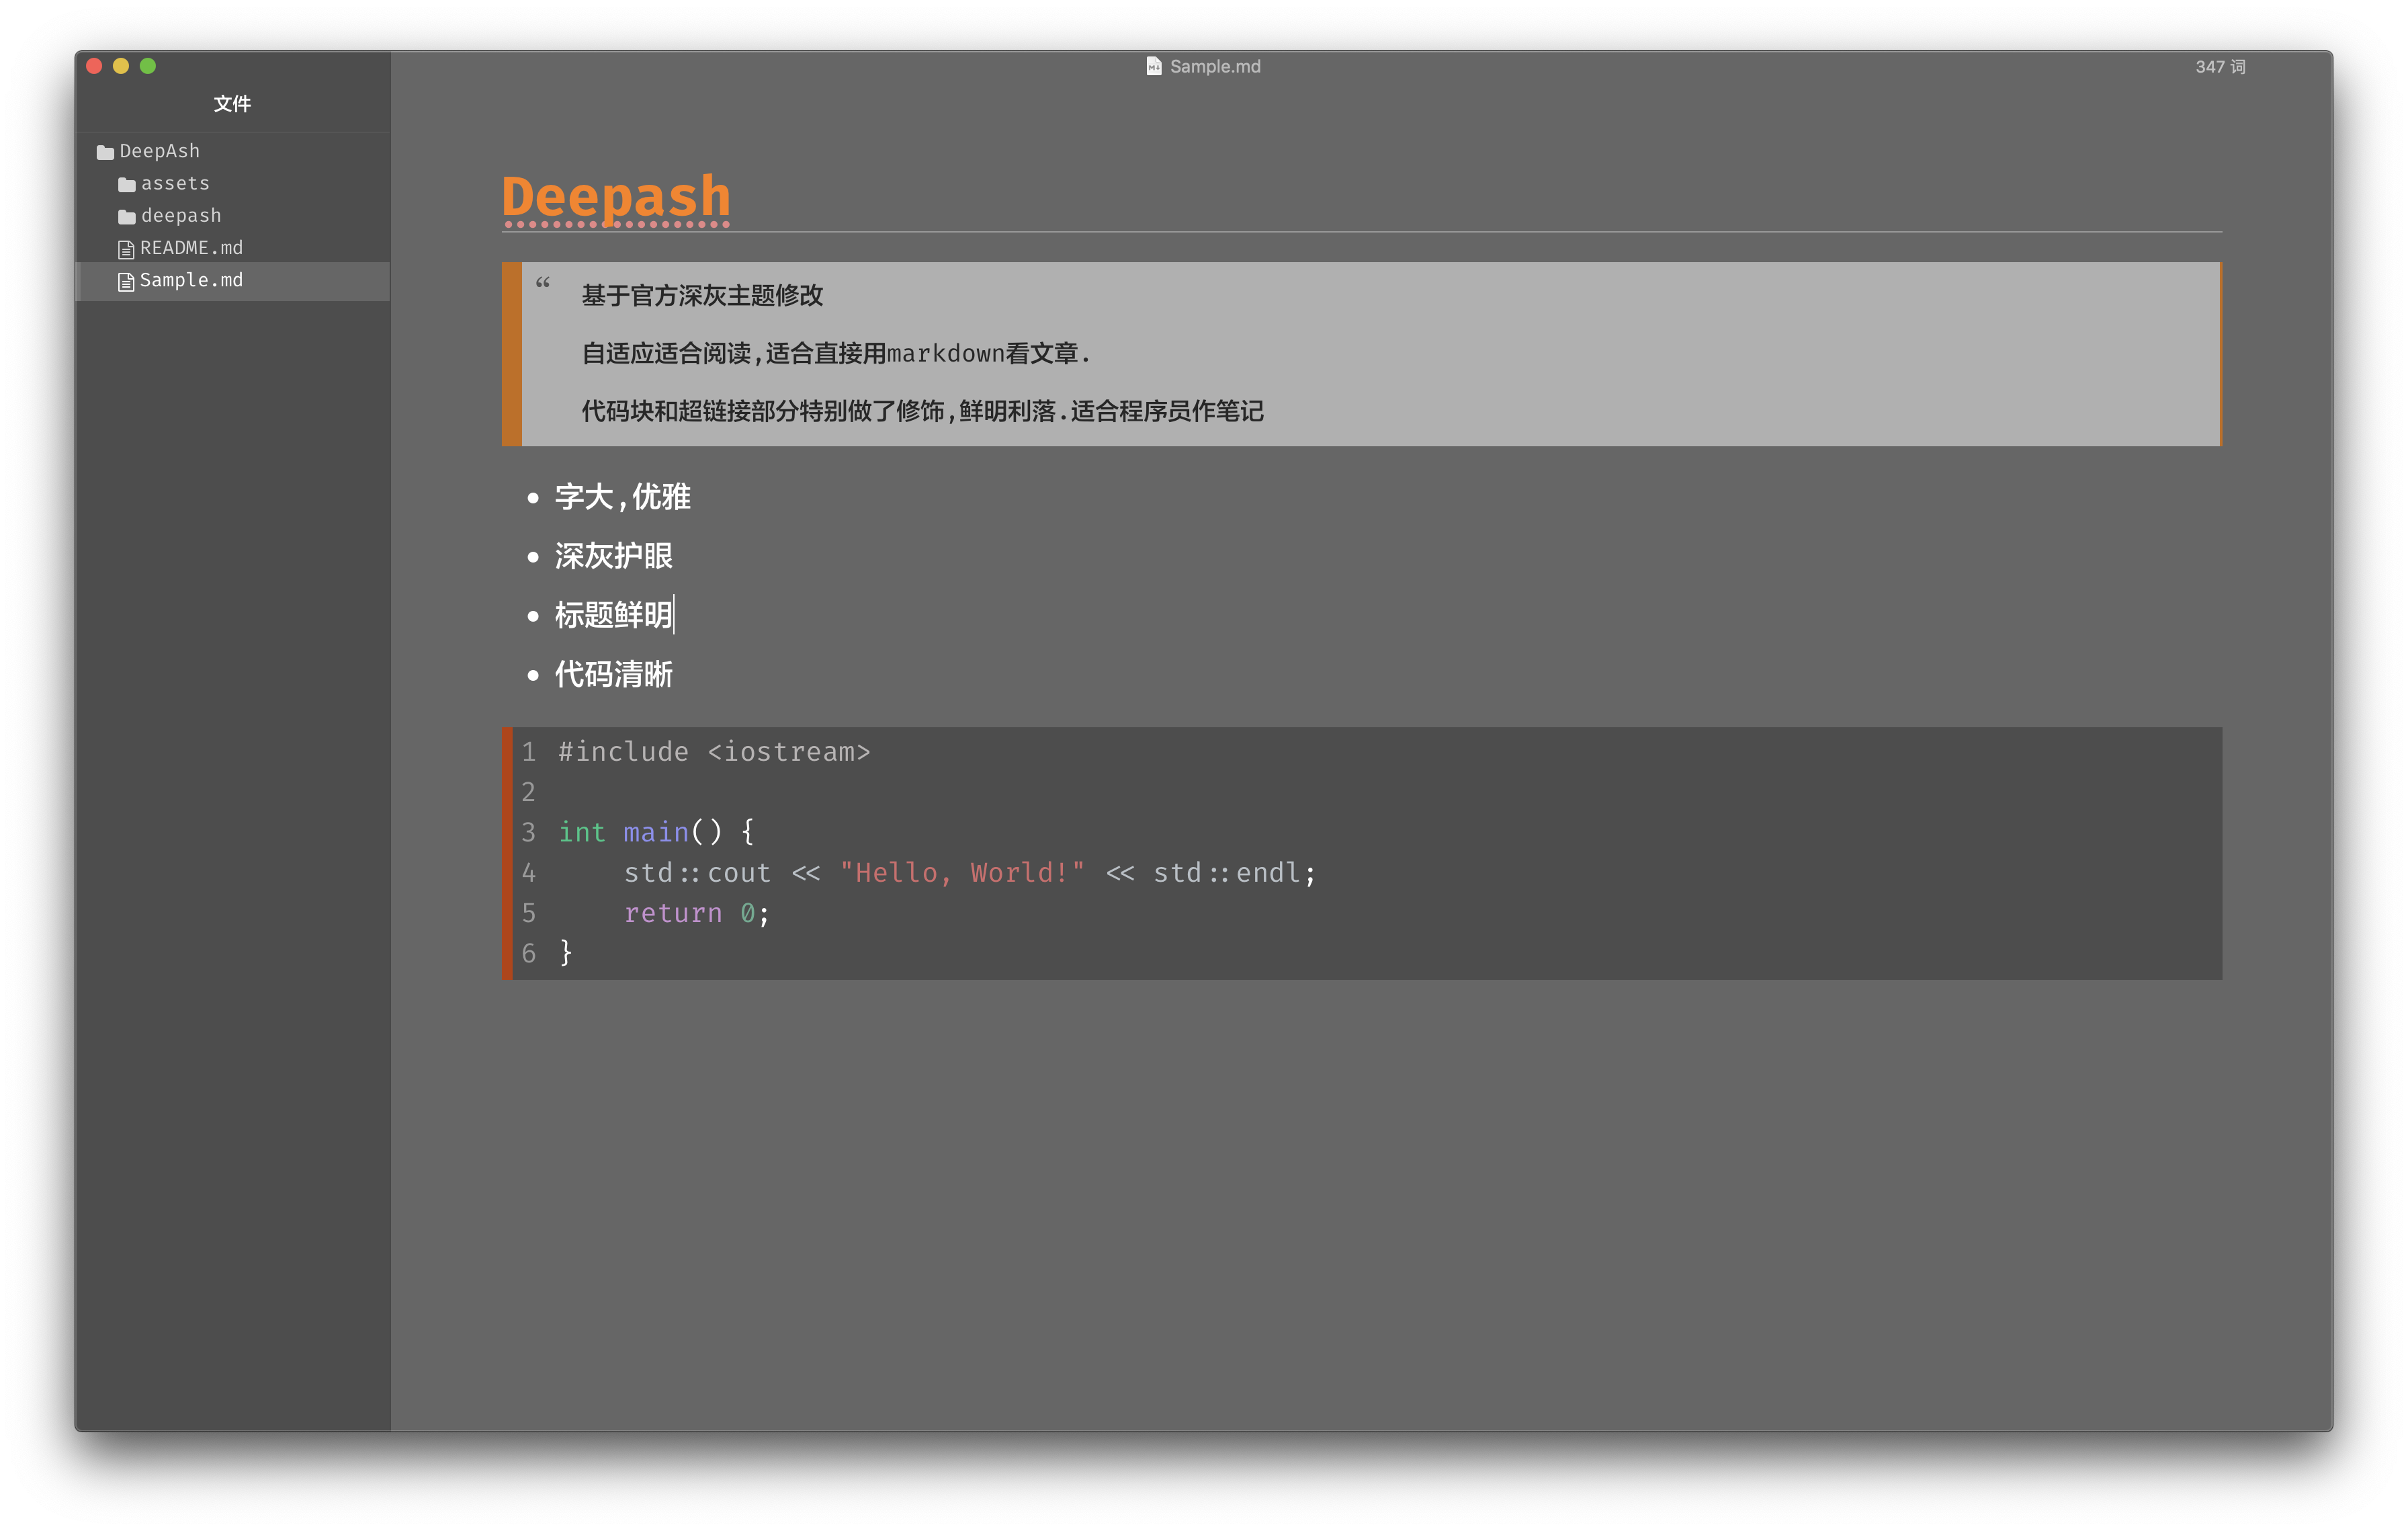 Sample.md
347 词
文件
DeepAsh
assets
deepash
README.md
Sample.md
Deepash
“
基于官方深灰主题修改
自适应适合阅读,适合直接用markdown看文章.
代码块和超链接部分特别做了修饰,鲜明利落.适合程序员作笔记
• 字大,优雅
• 深灰护眼
• 标题鲜明
• 代码清晰
1 #include <iostream>
2
3 int main() {
4     std::cout << "Hello, World!" << std::endl;
5     return 0;
6 }